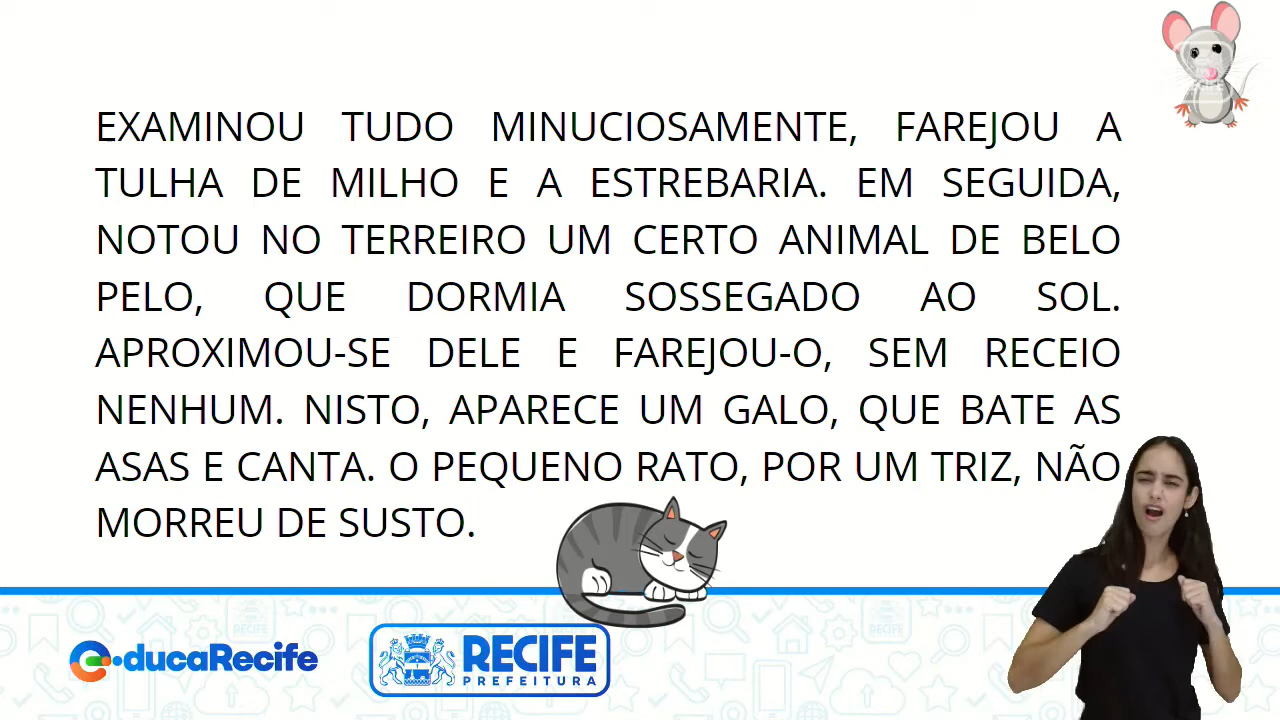 EXAMINOU TUDO MINUCIOSAMENTE, FAREJOU A
TULHA DE MILHO E A ESTREBARIA. EM SEGUIDA,
NOTOU NO TERREIRO UM CERTO ANIMAL DE BELO
PELO, QUE DORMIA SOSSEGADO AO SOL.
APROXIMOU-SE DELE E FAREJOU-O, SEM RECEIO
NENHUM. NISTO, APARECE UM GALO, QUE BATE AS
ASAS E CANTA. O PEQUENO RATO, POR UM TRIZ, NÃO
MORREU DE SUSTO.
educaRecife
RECIFE
PREFEITURA